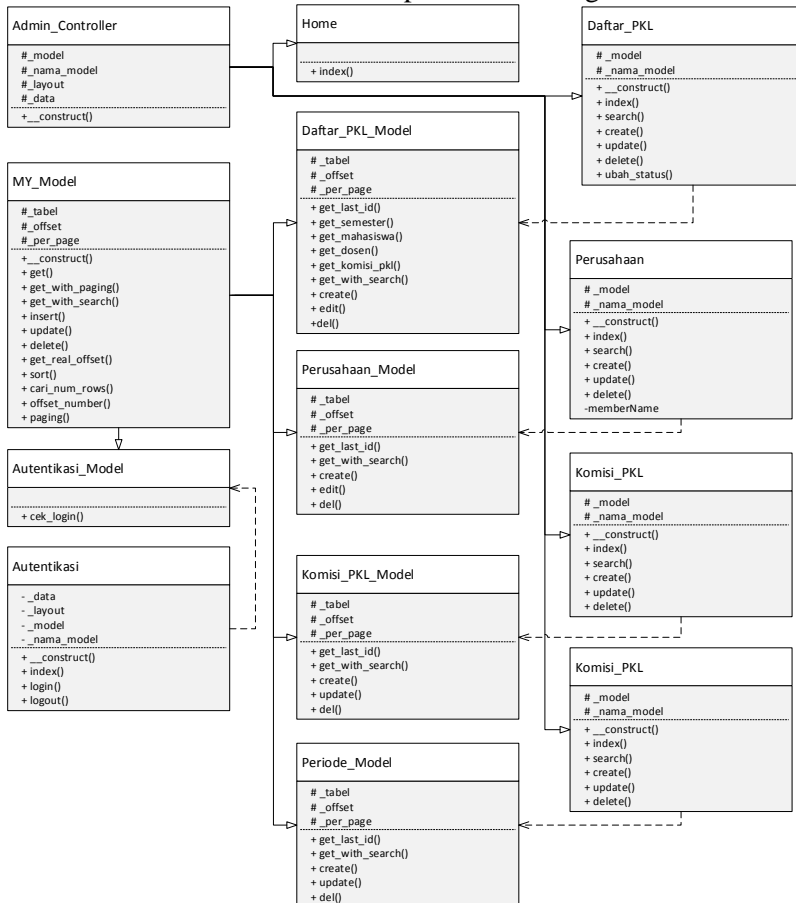 Admin_Controller
#_model
#_nama_model
#_layout
#_data
+__construct()
Home
+ index()
Daftar_PKL
# _model
# _nama_model
+ __construct()
+ index()
+ search()
+ create()
+ update()
+ delete()
+ ubah_status()
MY_Model
#_tabel
#_offset
#_per_page
+__construct()
+ get()
+ get_with_paging()
+ get_with_search()
+ insert()
+ update()
+ delete()
+ get_real_offset()
+ sort()
+ cari_num_rows()
+ offset_number()
+ paging()
Daftar_PKL_Model
# _tabel
# _offset
# _per_page
+ get_last_id()
+ get_semester()
+ get_mahasiswa()
+ get_dosen()
+ get_komisi_pkl()
+ get_with_search()
+ create()
+ edit()
+del()
Perusahaan
# _model
# _nama_model
+ __construct()
+ index()
+ search()
+ create()
+ update()
+ delete()
-memberName
Perusahaan_Model
# _tabel
# _offset
# _per_page
+ get_last_id()
+ get_with_search()
+ create()
+ edit()
+ del()
Autentikasi_Model
+ cek_login()
Komisi_PKL
# _model
# _nama_model
+ __construct()
+ index()
+ search()
+ create()
+ update()
+ delete()
Autentikasi
- _data
- _layout
- _model
- _nama_model
+ __construct()
+ index()
+ login()
+ logout()
Komisi_PKL_Model
# _tabel
# _offset
# _per_page
+ get_last_id()
+ get_with_search()
+ create()
+ update()
+ del()
Komisi_PKL
# _model
# _nama_model
+ __construct()
+ index()
+ search()
+ create()
+ update()
+ delete()
Periode_Model
# _tabel
# _offset
# _per_page
+ get_last_id()
+ get_with_search()
+ create()
+ update()
+ del()